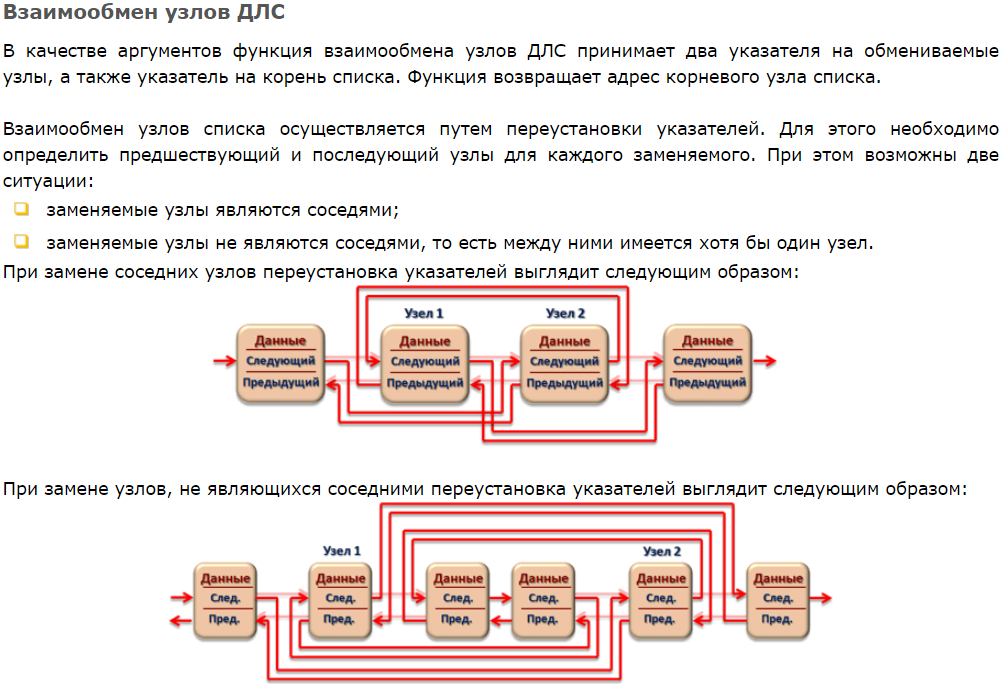 Взаимообмен узлов ДЛС
В качестве аргументов функция взаимообмена узлов ДЛС принимает два указателя на обмениваемые
узлы, а также указатель на корень списка. Функция возвращает адрес корневого узла списка.
Взаимообмен узлов списка осуществляется путем переустановки указателей. Для этого необходимо
определить предшествующий и последующий узлы для каждого заменяемого. При этом возможны две
ситуации:
заменяемые узлы являются соседями;
заменяемые узлы не являются соседями, то есть между ними имеется хотя бы один узел.
При замене соседних узлов переустановка указателей выглядит следующим образом:
Узел 1 Узел 2
Данные Данные Данные Данные
Следующий Следующий Следующий Следующий
Предыдущий Предыдущий Предыдущий Предыдущий
При замене узлов, не являющихся соседними переустановка указателей выглядит следующим образом:
Узел 1 Узел 2
Данные Данные Данные Данные Данные Данные
След. След. След. След. След. След.
Пред. Пред. Пред. Пред. Пред. Пред.